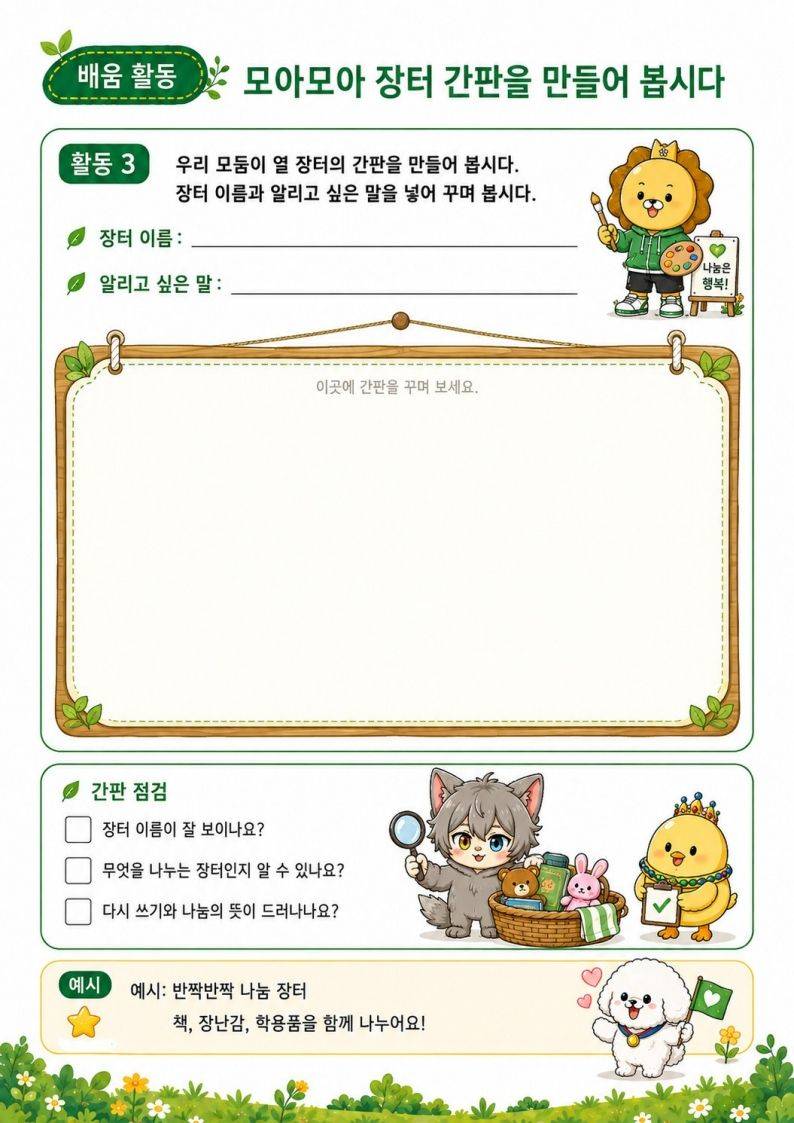 배움 활동
모아모아 장터 간판을 만들어 봅시다
활동 3
우리 모둠이 열 장터의 간판을 만들어 봅시다.
장터 이름과 알리고 싶은 말을 넣어 꾸며 봅시다.
장터 이름 :
알리고 싶은 말 :
나눔은
행복!
이곳에 간판을 꾸며 보세요.
간판 점검
장터 이름이 잘 보이나요?
무엇을 나누는 장터인지 알 수 있나요?
다시 쓰기와 나눔의 뜻이 드러나나요?
예시
예시: 반짝반짝 나눔 장터
책, 장난감, 학용품을 함께 나누어요!